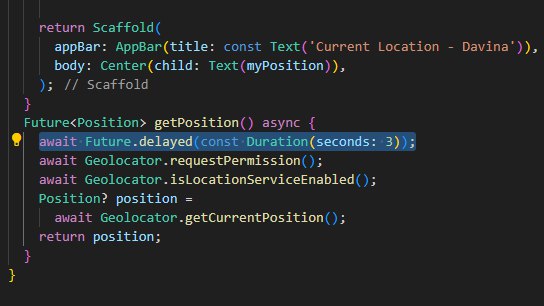 return Scaffold(
appBar: AppBar(title: const Text('Current Location - Davina')),
body: Center(child: Text(myPosition)),
); // Scaffold
}
Future<Position> getPosition() async {
await Future.delayed(const Duration(seconds: 3));
await Geolocator.requestPermission();
await Geolocator.isLocationServiceEnabled();
Position? position =
await Geolocator.getCurrentPosition();
return position;
}
}